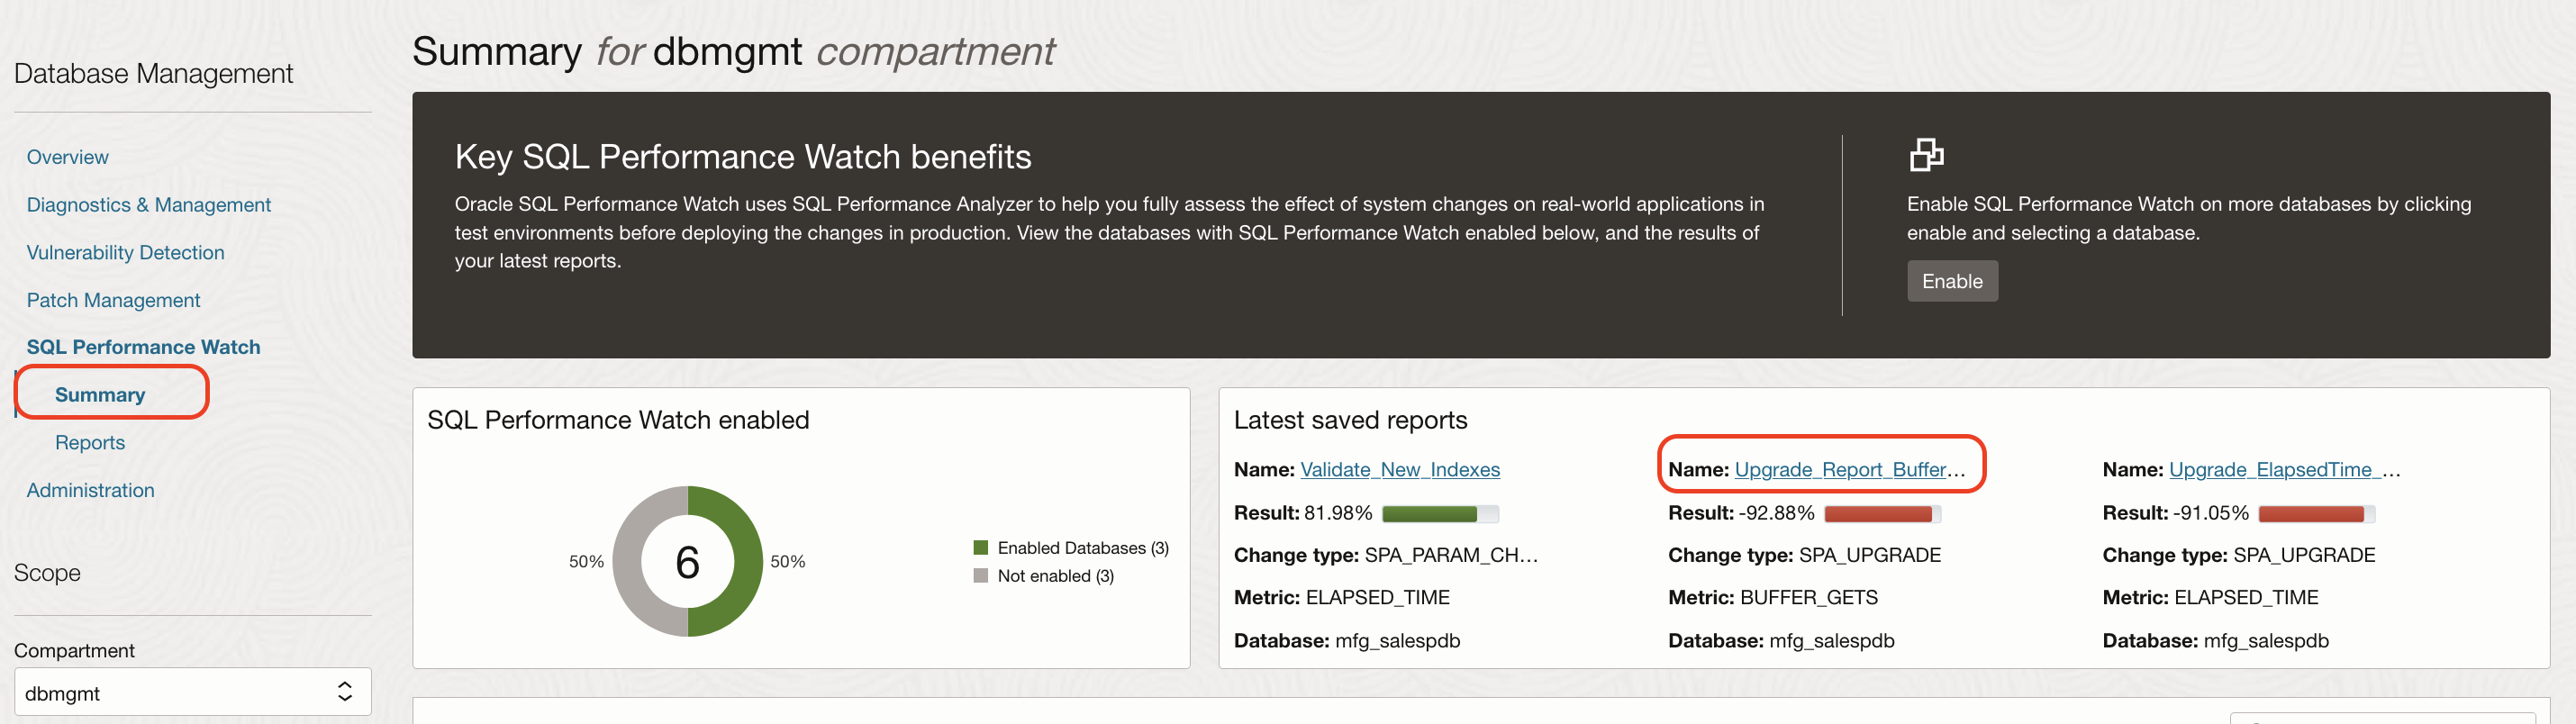 Database Management
Overview
Diagnostics & Management
Vulnerability Detection
Patch Management
SQL Performance Watch
Summary
Reports
Administration
Scope
Compartment
dbmgmt
Summary for dbmgmt compartment
Key SQL Performance Watch benefits
Oracle SQL Performance Watch uses SQL Performance Analyzer to help you fully assess the effect of system changes on real-world applications in
test environments before deploying the changes in production. View the databases with SQL Performance Watch enabled below, and the results of
your latest reports.
Enable SQL Performance Watch on more databases by clicking
enable and selecting a database.
Enable
SQL Performance Watch enabled
50%
6
50%
Enabled Databases (3)
Not enabled (3)
Latest saved reports
Name: Validate_New_Indexes
Result: 81.98%
Change type: SPA_PARAM_CH...
Metric: ELAPSED_TIME
Database: mfg_salespdb
Name: Upgrade_Report_Buffer...
Result: -92.88%
Change type: SPA_UPGRADE
Metric: BUFFER_GETS
Database: mfg_salespdb
Name: Upgrade_ElapsedTime_...
Result: -91.05%
Change type: SPA_UPGRADE
Metric: ELAPSED_TIME
Database: mfg_salespdb